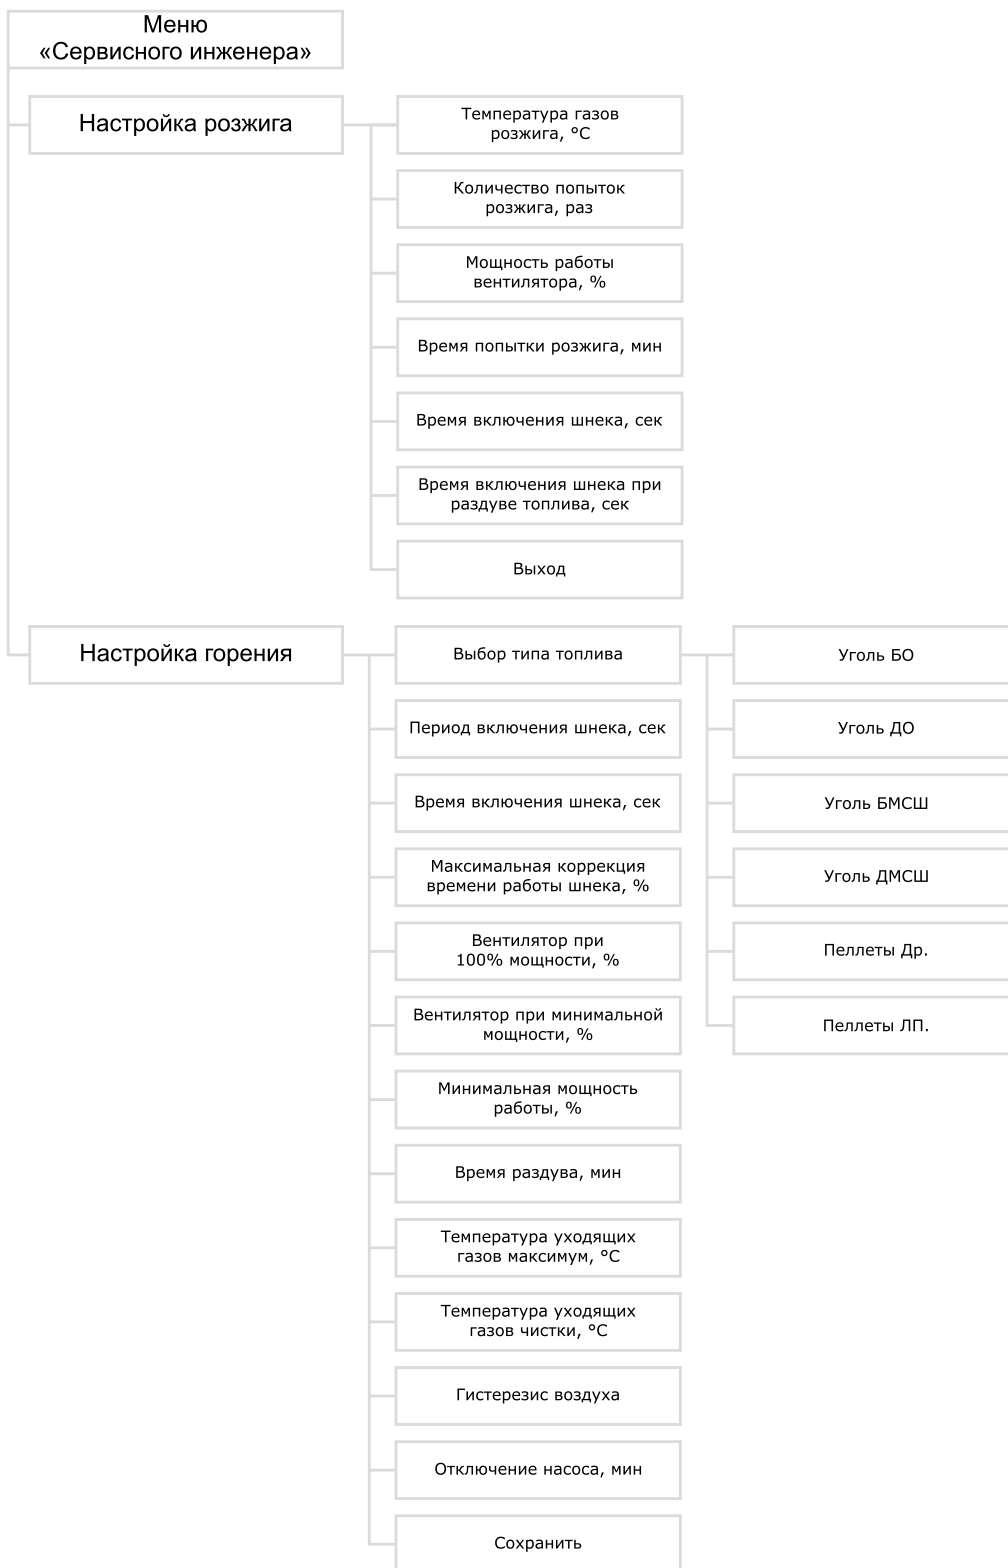 Меню
«Сервисного инженера»
Настройка розжига
Температура газов
розжига, °С
Количество попыток
розжига, раз
Мощность работы
вентилятора, %
Время попытки розжига, мин
Время включения шнека, сек
Время включения шнека при
раздуве топлива, сек
Выход
Настройка горения
Выбор типа топлива
Уголь БО
Период включения шнека, сек
Уголь ДО
Время включения шнека, сек
Уголь БМСШ
Максимальная коррекция
времени работы шнека, %
Уголь ДМСШ
Вентилятор при
100% мощности, %
Пеллеты Др.
Вентилятор при минимальной
мощности, %
Пеллеты ЛП.
Минимальная мощность
работы, %
Время раздува, мин
Температура уходящих
газов максимум, °С
Температура уходящих
газов чистки, °С
Гистерезис воздуха
Отключение насоса, мин
Сохранить